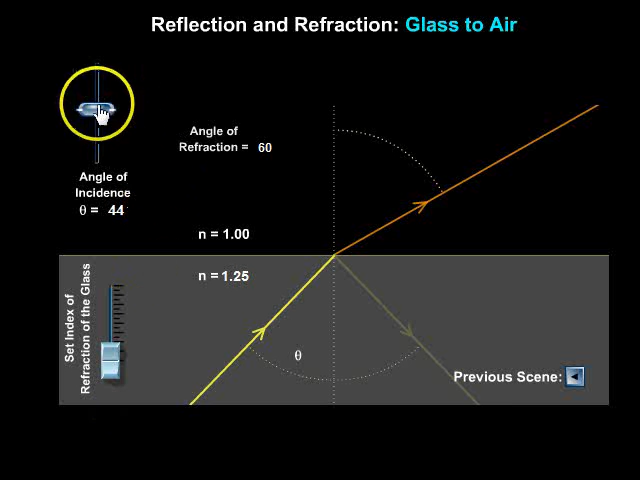 Reflection and Refraction: Glass to Air
Angle of
Refraction = 60
Angle of
Incidence
θ = 44
n = 1.00
n = 1.25
Set Index of
Refraction of the Glass
θ
Previous Scene: